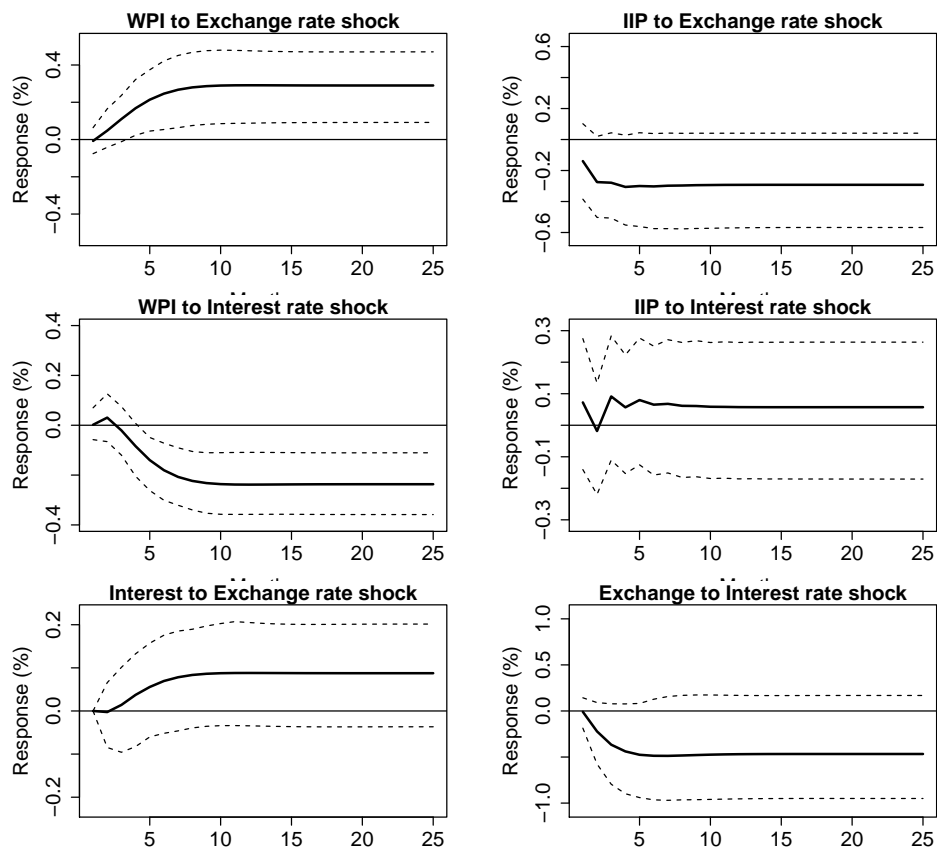 WPI to Exchange rate shock
Response (%)
0.4
0.0
−0.4
5 10 15 20 25
IIP to Exchange rate shock
Response (%)
0.6
0.2
−0.2
−0.6
5 10 15 20 25
WPI to Interest rate shock
Response (%)
0.4
0.2
0.0
−0.4
5 10 15 20 25
IIP to Interest rate shock
Response (%)
0.3
0.1
−0.1
−0.3
5 10 15 20 25
Interest to Exchange rate shock
Response (%)
0.2
0.0
−0.2
5 10 15 20 25
Exchange to Interest rate shock
Response (%)
1.0
0.5
0.0
−1.0
5 10 15 20 25